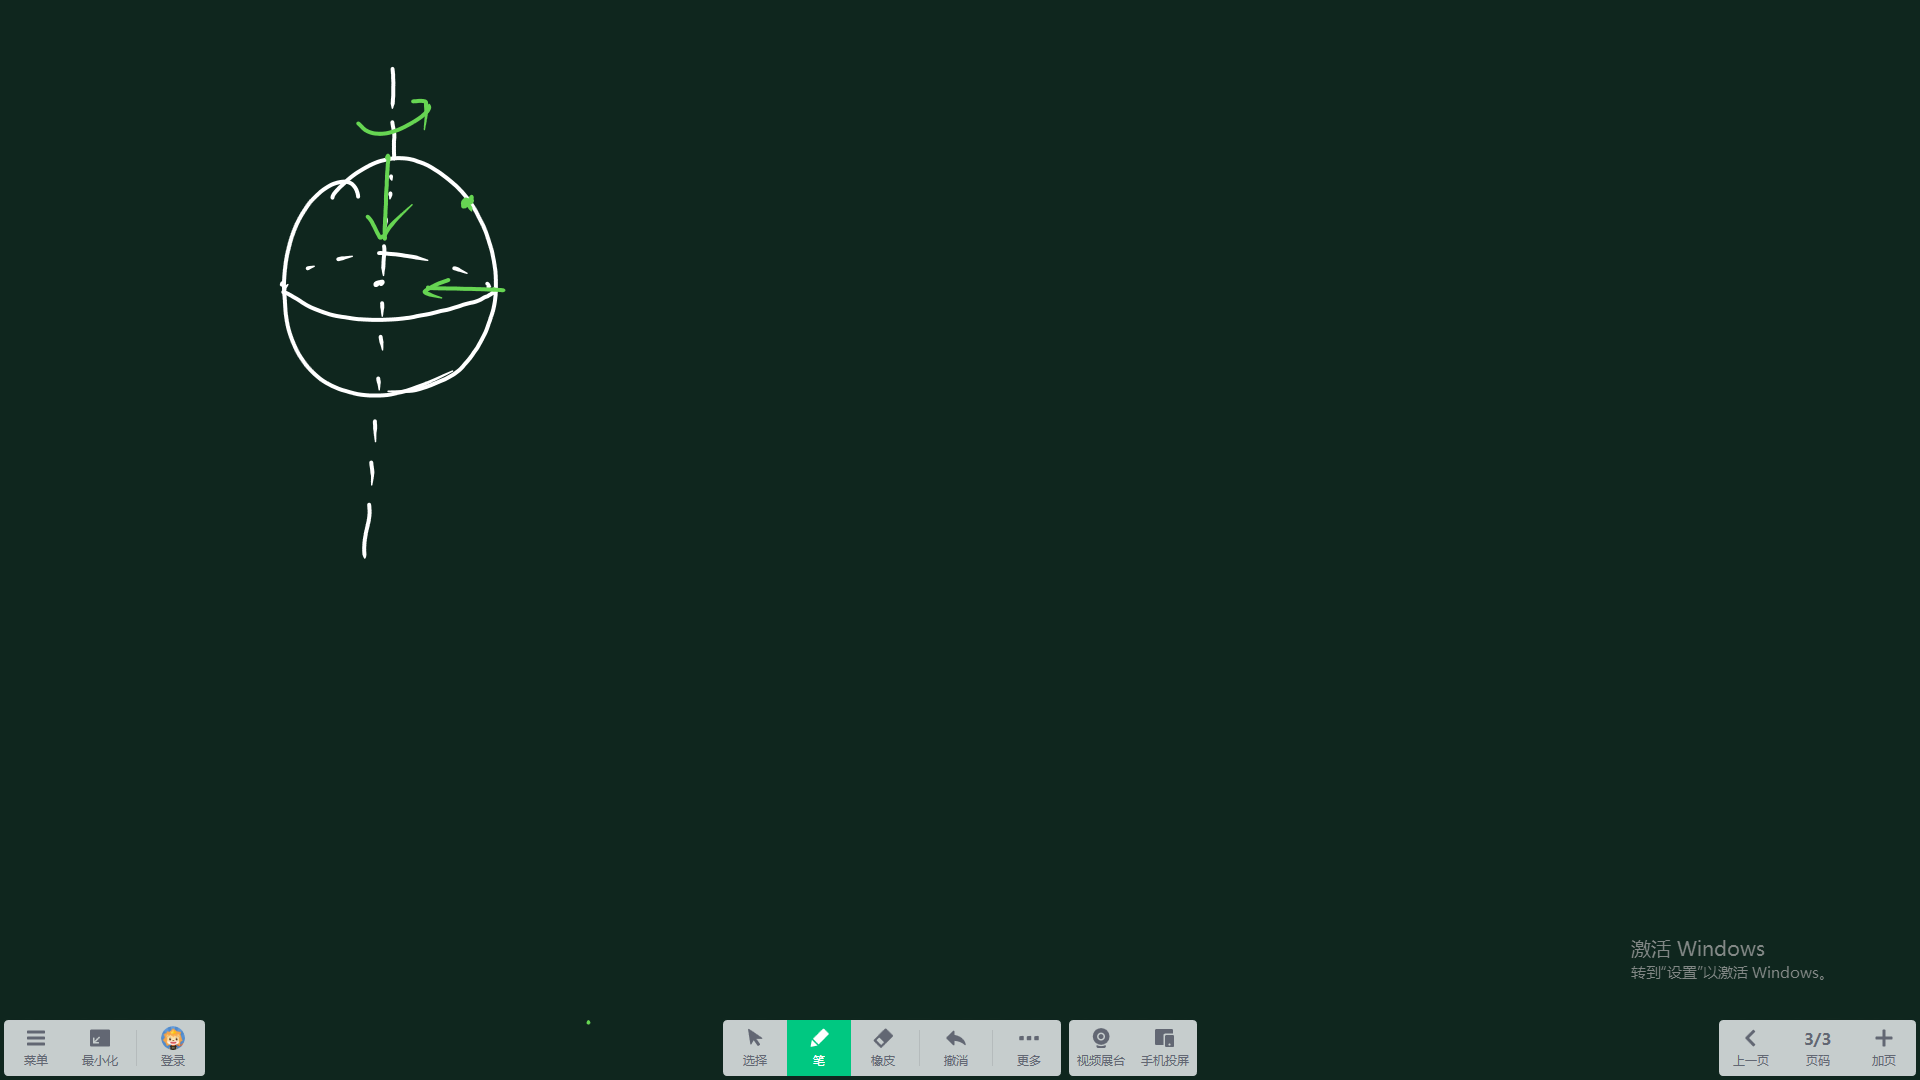 激活 Windows
转到“设置”以激活 Windows。
菜单
最小化
登录
选择
笔
橡皮
撤消
更多
视频展台
手机投屏
上一页
3/3
页码
加页